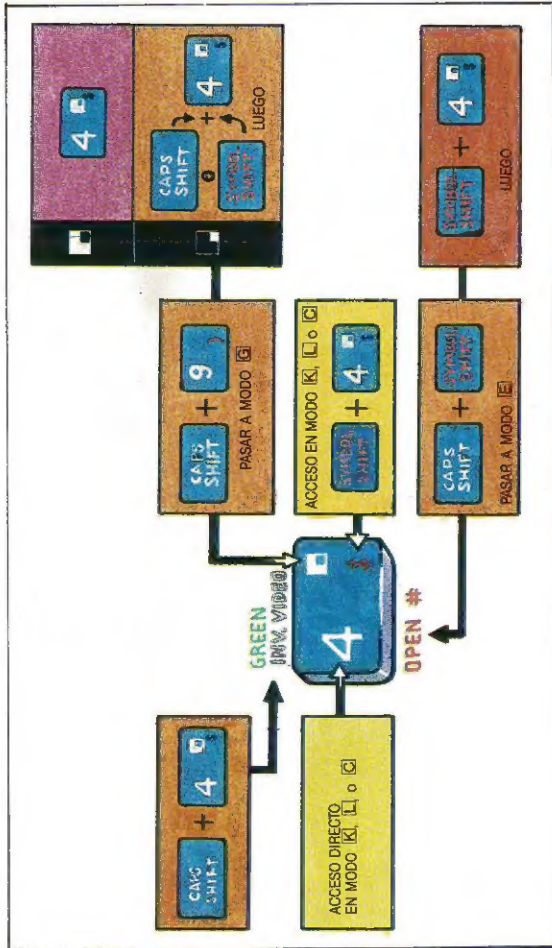 CAPS
SHIFT
+
4
$
ACCESO DIRECTO
EN MODO K, L, o C
GREEN
INV. VIDEO
4
$
OPEN #
CAPS
SHIFT
+
9
)
PASAR A MODO G
ACCESO EN MODO K, L o C
SYMBOL
SHIFT
+
4
$
CAPS
SHIFT
+
SYMBOL
SHIFT
PASAR A MODO E
4
$
CAPS
SHIFT
o
SYMBOL
SHIFT
+
4
$
LUEGO
SYMBOL
SHIFT
+
4
$
LUEGO